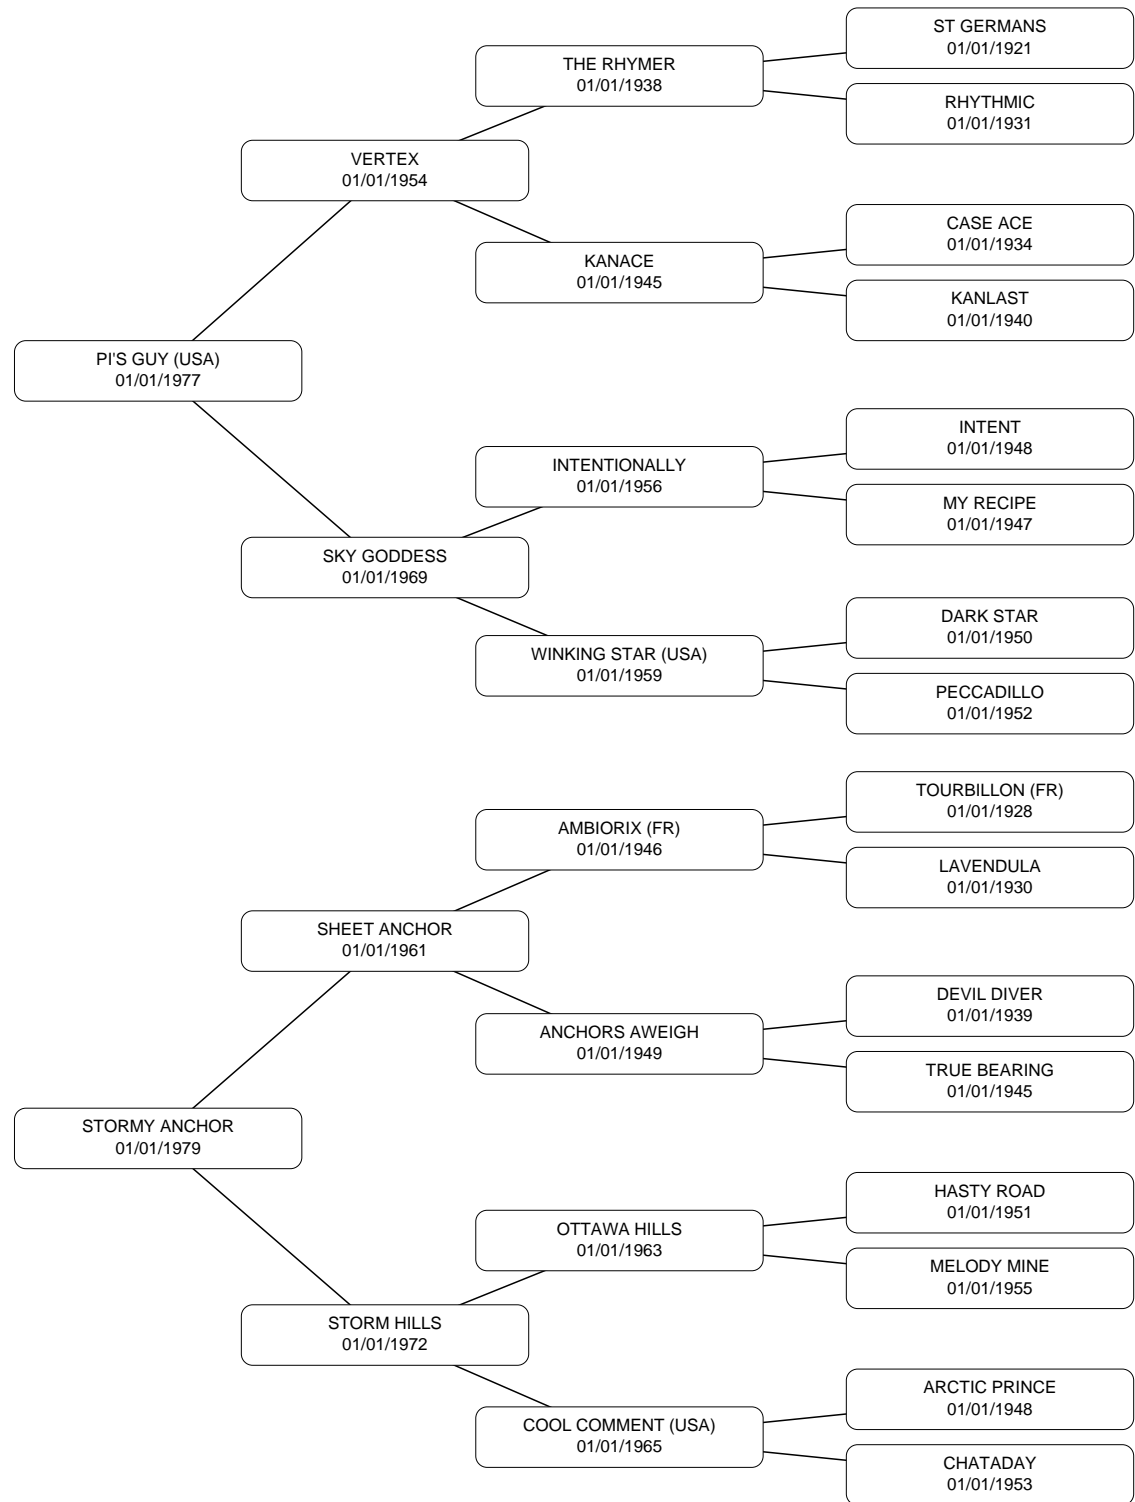 ST GERMANS
01/01/1921
THE RHYMER
01/01/1938
RHYTHMIC
01/01/1931
VERTEX
01/01/1954
CASE ACE
01/01/1934
KANACE
01/01/1945
KANLAST
01/01/1940
PI'S GUY (USA)
01/01/1977
INTENT
01/01/1948
INTENTIONALLY
01/01/1956
MY RECIPE
01/01/1947
SKY GODDESS
01/01/1969
DARK STAR
01/01/1950
WINKING STAR (USA)
01/01/1959
PECCADILLO
01/01/1952
TOURBILLON (FR)
01/01/1928
AMBIORIX (FR)
01/01/1946
LAVENDULA
01/01/1930
SHEET ANCHOR
01/01/1961
DEVIL DIVER
01/01/1939
ANCHORS AWEIGH
01/01/1949
TRUE BEARING
01/01/1945
STORMY ANCHOR
01/01/1979
HASTY ROAD
01/01/1951
OTTAWA HILLS
01/01/1963
MELODY MINE
01/01/1955
STORM HILLS
01/01/1972
ARCTIC PRINCE
01/01/1948
COOL COMMENT (USA)
01/01/1965
CHATADAY
01/01/1953